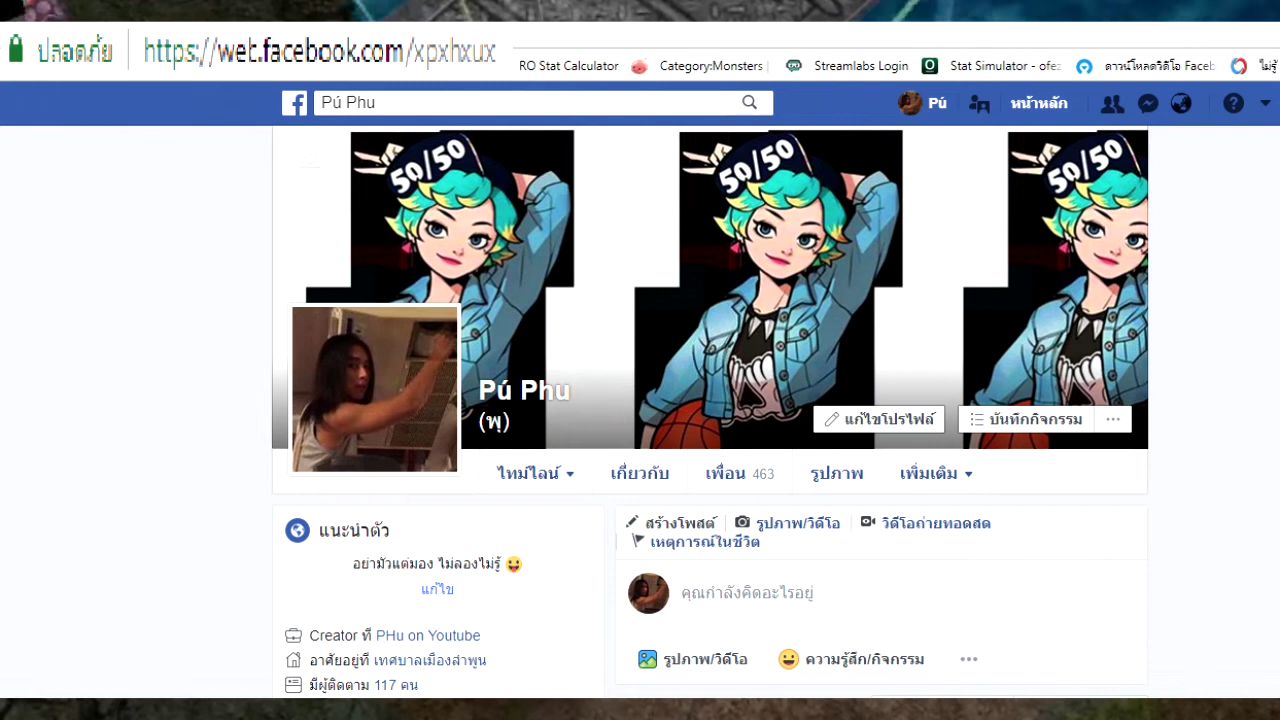 ปลอดภัย https://web.facebook.com/xpxhxux
RO Stat Calculator Category:Monsters | Streamlabs Login Stat Simulator - ofez ดาวน์โหลดวิดีโอ Faceb ไม่รู้
Pú Phu
Pú หน้าหลัก
50/50 50/50 50/50
Pú Phu
(พุ)
แก้ไขโปรไฟล์ บันทึกกิจกรรม
ไทม์ไลน์ เกี่ยวกับ เพื่อน 463 รูปภาพ เพิ่มเติม
แนะนำตัว
อย่ามัวแต่มอง ไม่ลองไม่รู้ 😛
แก้ไข
Creator ที่ PHu on Youtube
อาศัยอยู่ที่ เทศบาลเมืองลำพูน
มีผู้ติดตาม 117 คน
สร้างโพสต์ รูปภาพ/วิดีโอ วิดีโอถ่ายทอดสด
เหตุการณ์ในชีวิต
คุณกำลังคิดอะไรอยู่
รูปภาพ/วิดีโอ ความรู้สึก/กิจกรรม